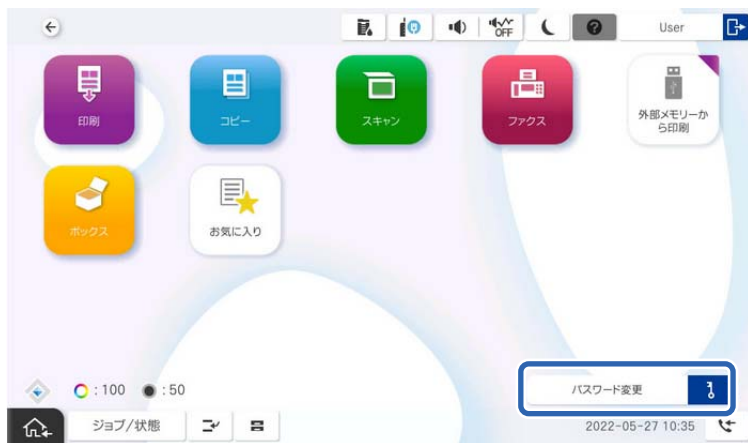 OFF
User
印刷
コピー
スキャン
ファクス
外部メモリーか
ら印刷
ボックス
お気に入り
: 100
: 50
パスワード変更
ジョブ/状態
2022-05-27 10:35